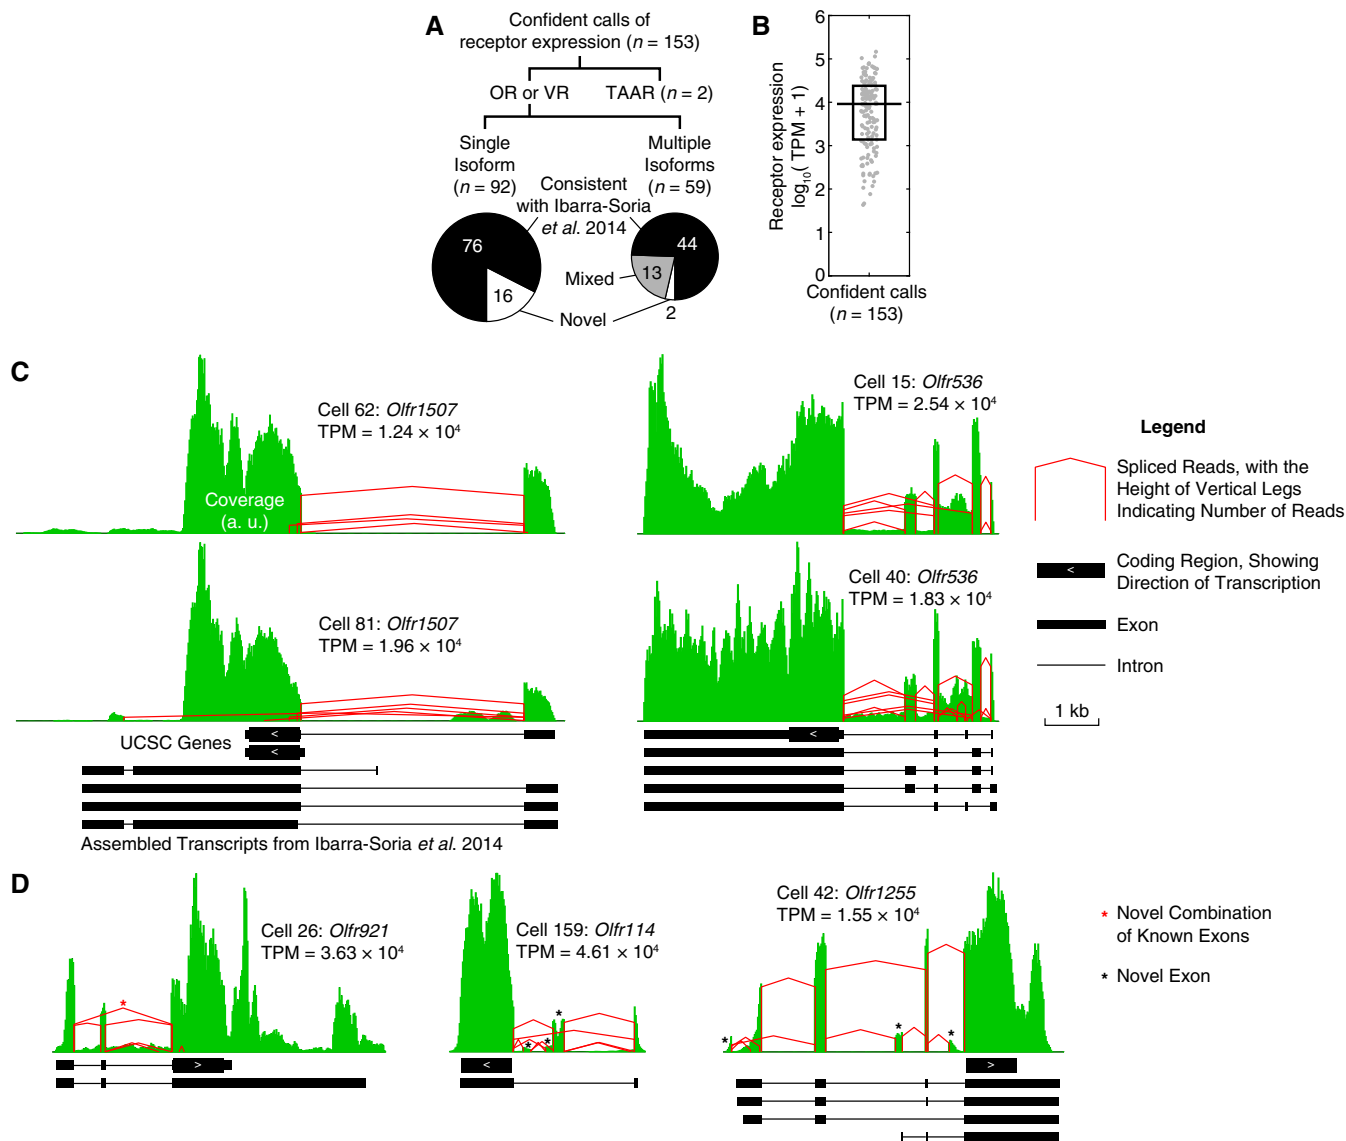 A
Confident calls of
receptor expression (n = 153)
OR or VR
TAAR (n = 2)
Single
Isoform
(n = 92)
Multiple
Isoforms
(n = 59)
Consistent
with Ibarra-Soria
et al. 2014
76
16
44
13
2
Mixed
Novel
B
Receptor expression
log10( TPM + 1)
6
5
4
3
2
1
0
Confident calls
(n = 153)
C
Cell 62: Olfr1507
TPM = 1.24 × 10⁴
Coverage
(a. u.)
Cell 15: Olfr536
TPM = 2.54 × 10⁴
Cell 81: Olfr1507
TPM = 1.96 × 10⁴
Cell 40: Olfr536
TPM = 1.83 × 10⁴
UCSC Genes
<
<
<
Assembled Transcripts from Ibarra-Soria et al. 2014
Legend
Spliced Reads, with the
Height of Vertical Legs
Indicating Number of Reads
<
Coding Region, Showing
Direction of Transcription
Exon
Intron
1 kb
D
Cell 26: Olfr921
TPM = 3.63 × 10⁴
*
>
Cell 159: Olfr114
TPM = 4.61 × 10⁴
*
*
*
<
Cell 42: Olfr1255
TPM = 1.55 × 10⁴
*
*
*
>
* Novel Combination
of Known Exons
* Novel Exon